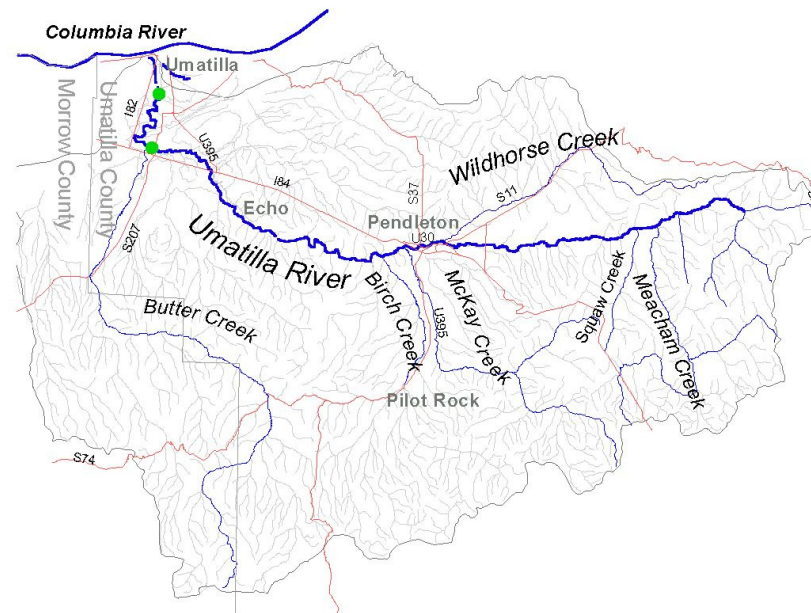 Columbia River
Umatilla
Morrow County
Umatilla County
I82
U395
Wildhorse Creek
I84
S37
S11
Echo
Pendleton
U30
Umatilla River
S207
Butter Creek
Birch Creek
U395
McKay Creek
Squaw Creek
Meacham Creek
Pilot Rock
S74